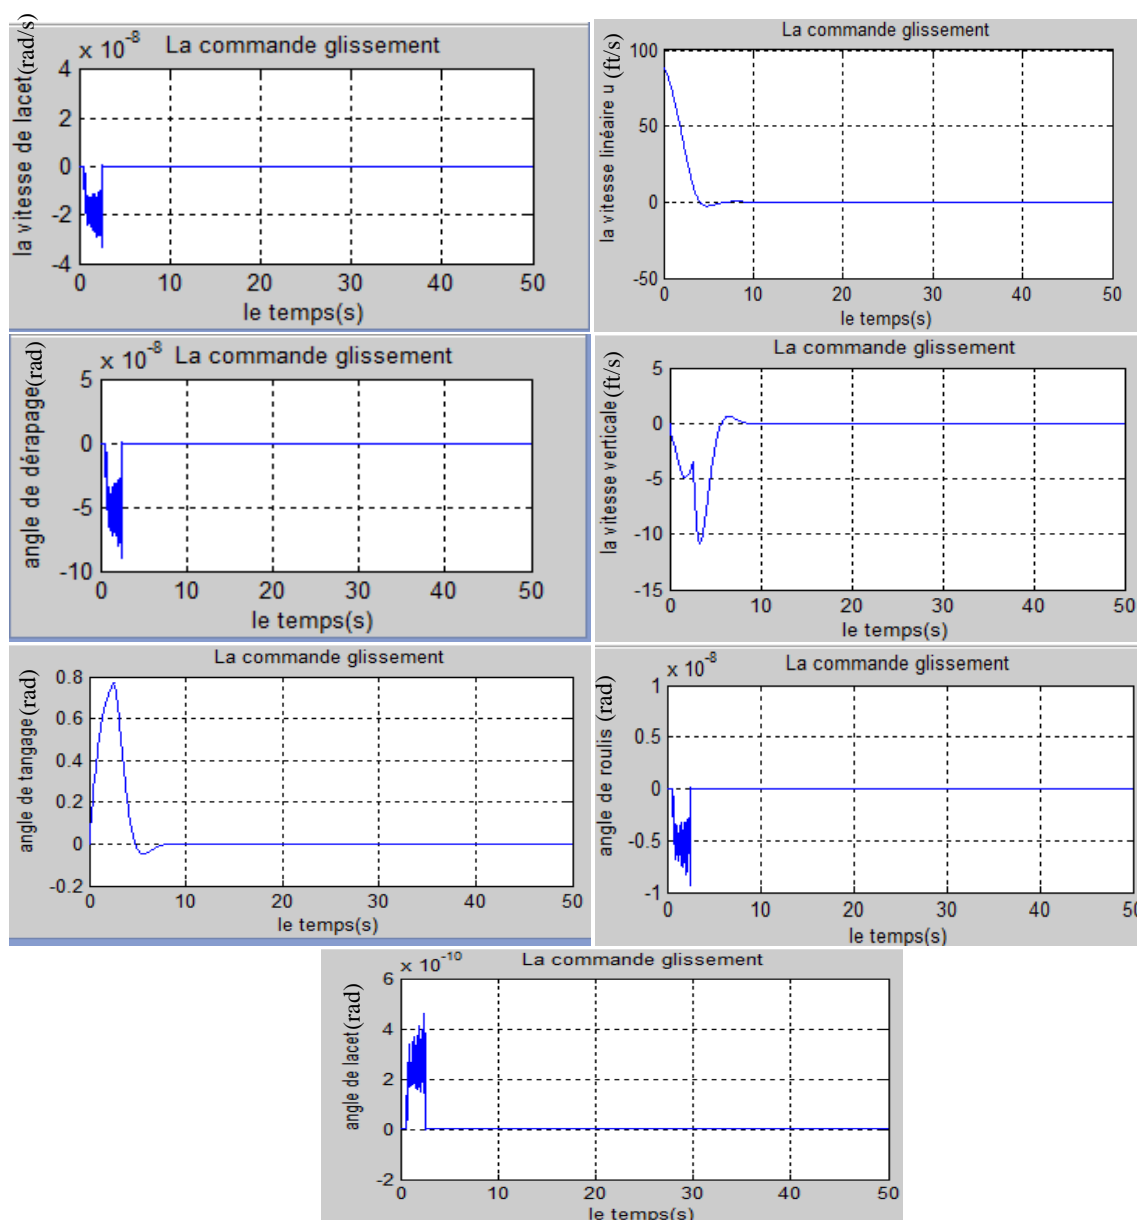 x 10⁻⁸ La commande glissement
la vitesse de lacet(rad/s)
4
2
0
-2
-4
0 10 20 30 40 50
le temps(s)
La commande glissement
la vitesse linéaire u (ft/s)
100
50
0
-50
0 10 20 30 40 50
le temps(s)
x 10⁻⁸ La commande glissement
angle de dérapage(rad)
5
0
-5
-10
0 10 20 30 40 50
le temps(s)
La commande glissement
la vitesse verticale(ft/s)
5
0
-5
-10
-15
0 10 20 30 40 50
le temps(s)
La commande glissement
angle de tangage(rad)
0.8
0.6
0.4
0.2
0
-0.2
0 10 20 30 40 50
le temps(s)
La commande glissement
x 10⁻⁸
angle de roulis (rad)
1
0.5
0
-0.5
-1
0 10 20 30 40 50
le temps(s)
x 10⁻¹⁰ La commande glissement
angle de lacet(rad)
6
4
2
0
-2
0 10 20 30 40 50
le temps(s)